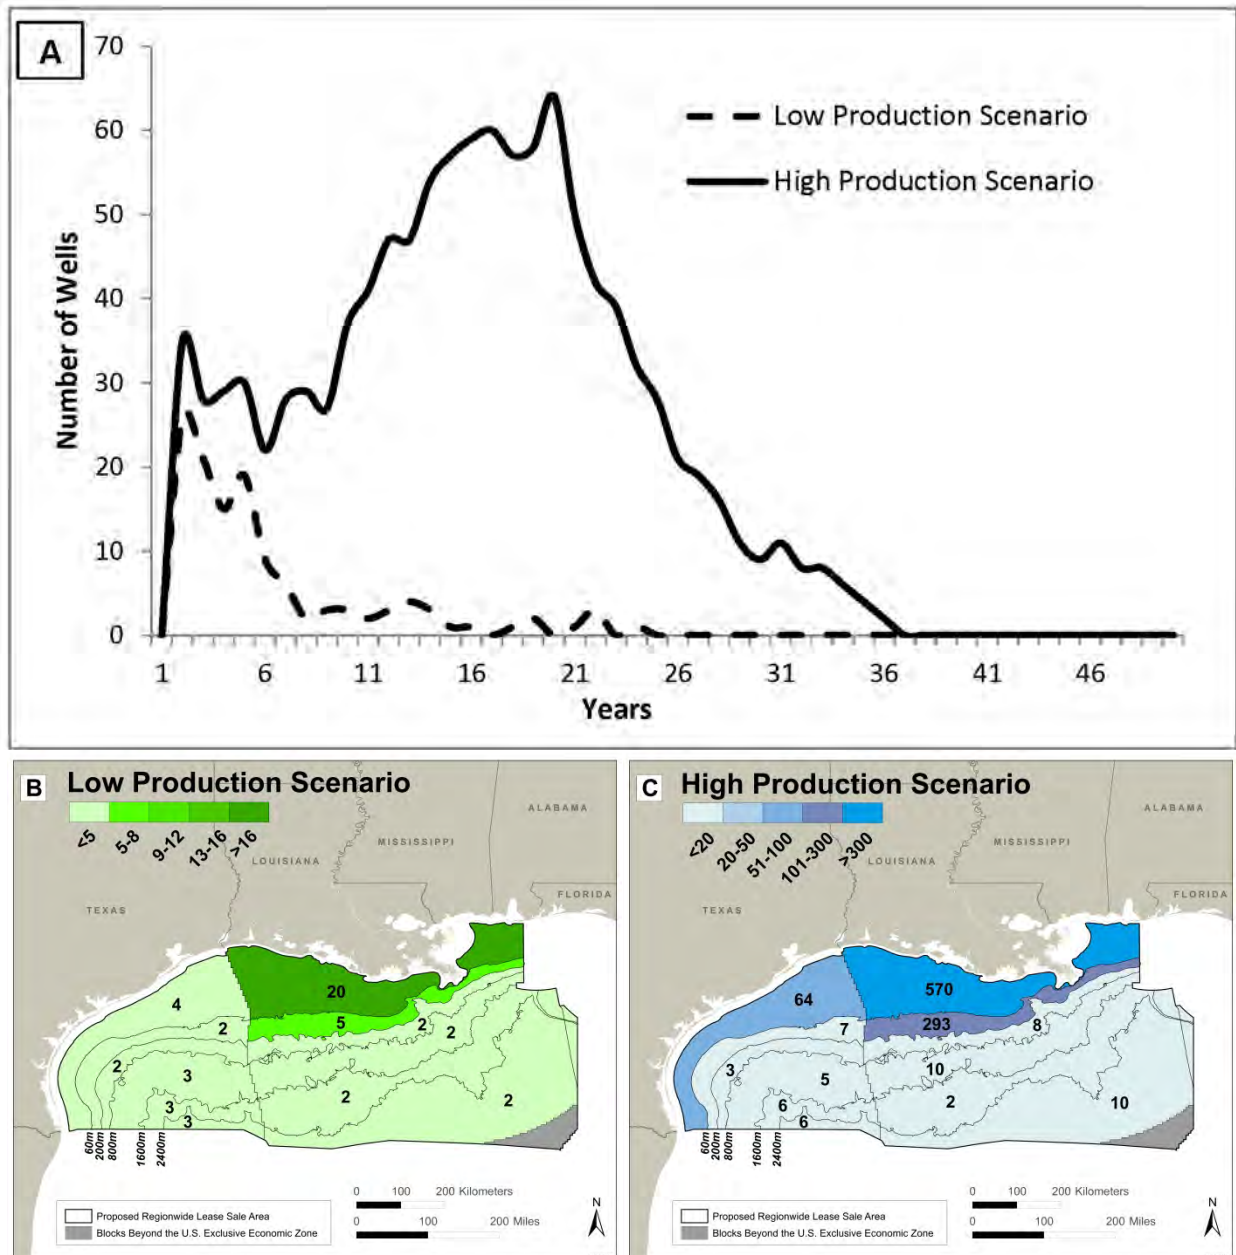 A
70
60
50
40
30
20
10
0
Number of Wells
Low Production Scenario
High Production Scenario
1 6 11 16 21 26 31 36 41 46
Years
B Low Production Scenario
<5 5-8 9-12 13-16 >16
ALABAMA
MISSISSIPPI
LOUISIANA
FLORIDA
TEXAS
20
4
5
2 2 2
2
3
2
2
3
3
60m 200m 800m 1600m 2400m
0 100 200 Kilometers
0 100 200 Miles
N
Proposed Regionwide Lease Sale Area
Blocks Beyond the U.S. Exclusive Economic Zone
C High Production Scenario
<20 20-50 51-100 101-300 >300
ALABAMA
MISSISSIPPI
LOUISIANA
FLORIDA
TEXAS
570
64
7 293 8
3
10
5
6
2
10
6
60m 200m 800m 1600m 2400m
0 100 200 Kilometers
0 100 200 Miles
N
Proposed Regionwide Lease Sale Area
Blocks Beyond the U.S. Exclusive Economic Zone